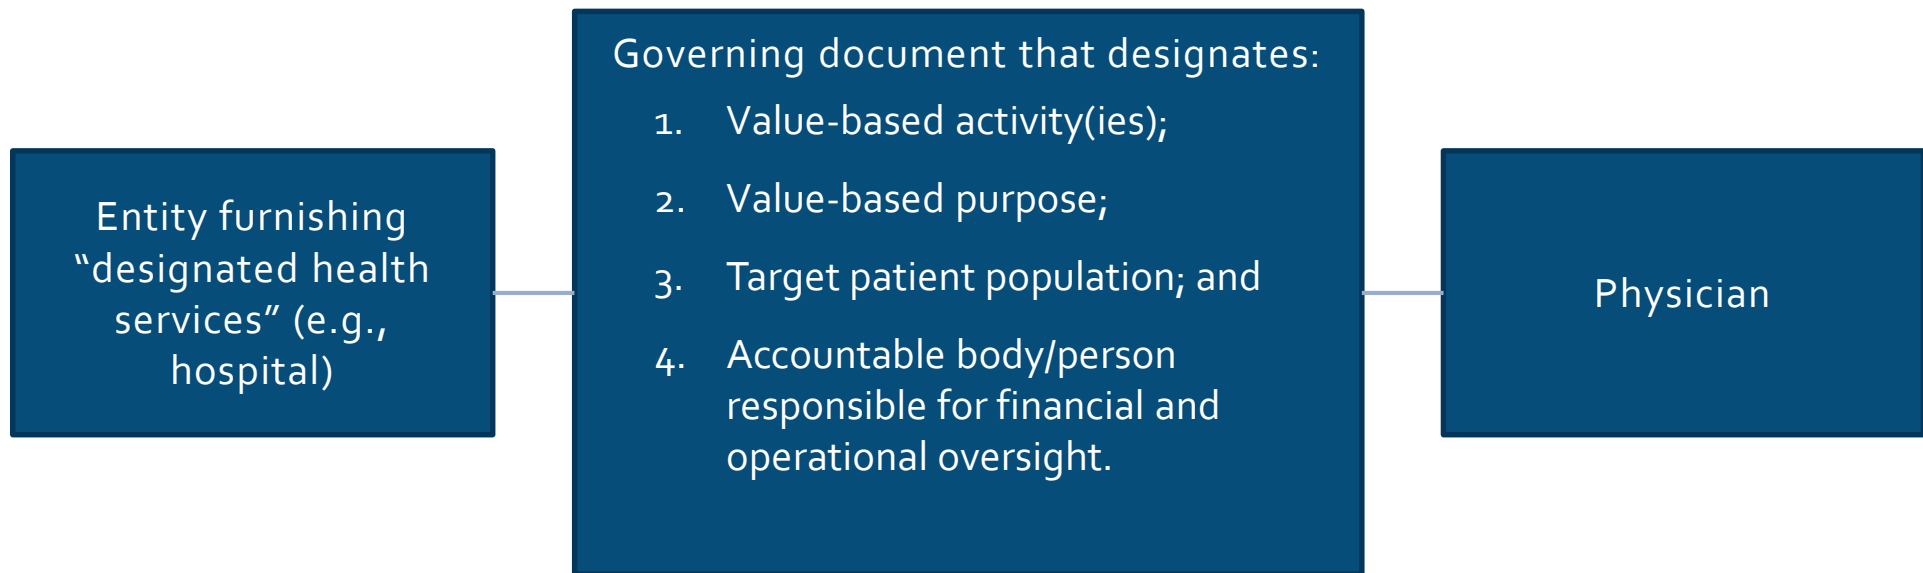 Entity furnishing
“designated health
services” (e.g.,
hospital)
Governing document that designates:
1. Value-based activity(ies);
2. Value-based purpose;
3. Target patient population; and
4. Accountable body/person
responsible for financial and
operational oversight.
Physician